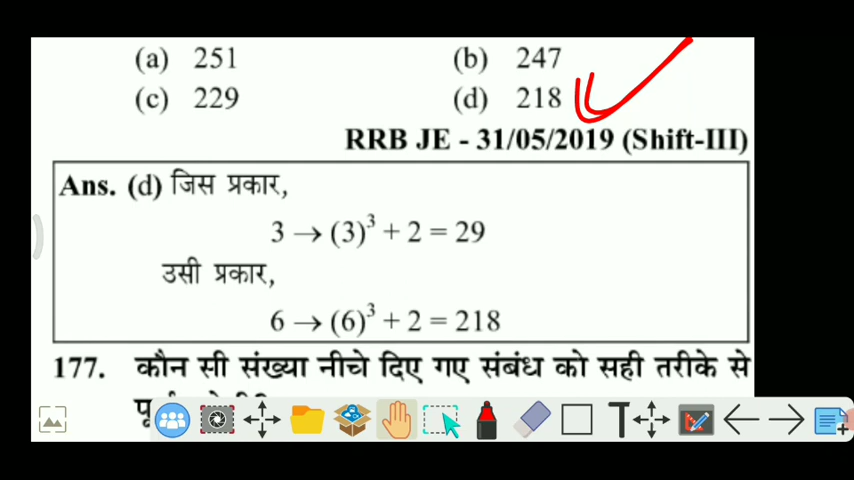 (a) 251 (b) 247
(c) 229 (d) 218
RRB JE - 31/05/2019 (Shift-III)
Ans. (d) जिस प्रकार,
3 → (3)³ + 2 = 29
उसी प्रकार,
6 → (6)³ + 2 = 218
177. कौन सी संख्या नीचे दिए गए संबंध को सही तरीके से